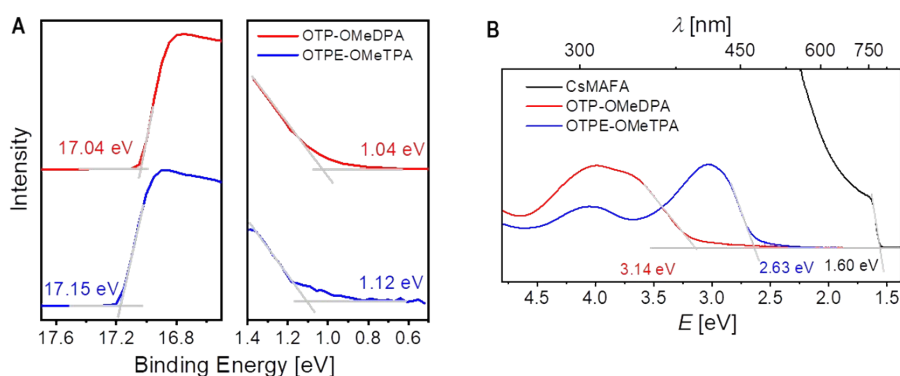 A
Intensity
17.04 eV
17.15 eV
OTP-OMeDPA
OTPE-OMeTPA
1.04 eV
1.12 eV
17.6 17.2 16.8
1.4 1.2 1.0 0.8 0.6
Binding Energy [eV]
B
λ [nm]
300 450 600 750
CsMAFA
OTP-OMeDPA
OTPE-OMeTPA
3.14 eV
2.63 eV
1.60 eV
4.5 4.0 3.5 3.0 2.5 2.0 1.5
E [eV]